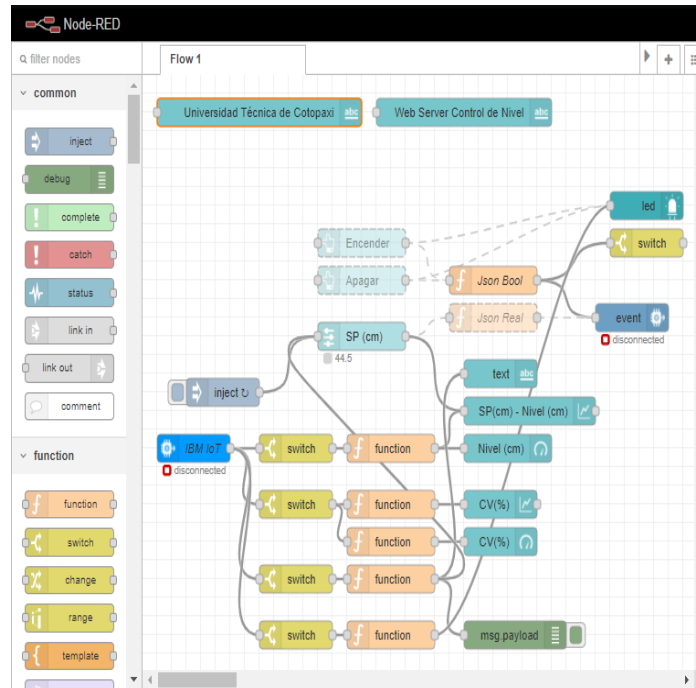 Node-RED
filter nodes
Flow 1
common
inject
debug
complete
catch
status
link in
link out
comment
function
function
switch
change
range
template
Universidad Técnica de Cotopaxi abc
Web Server Control de Nivel abc
led
switch
Encender
Apagar
Json Bool
Json Real
event
disconnected
SP (cm)
44.5
inject ↻
text abc
SP(cm) - Nivel (cm)
IBM IoT
disconnected
switch
function
Nivel (cm)
switch
function
CV(%)
function
CV(%)
switch
function
switch
function
msg.payload